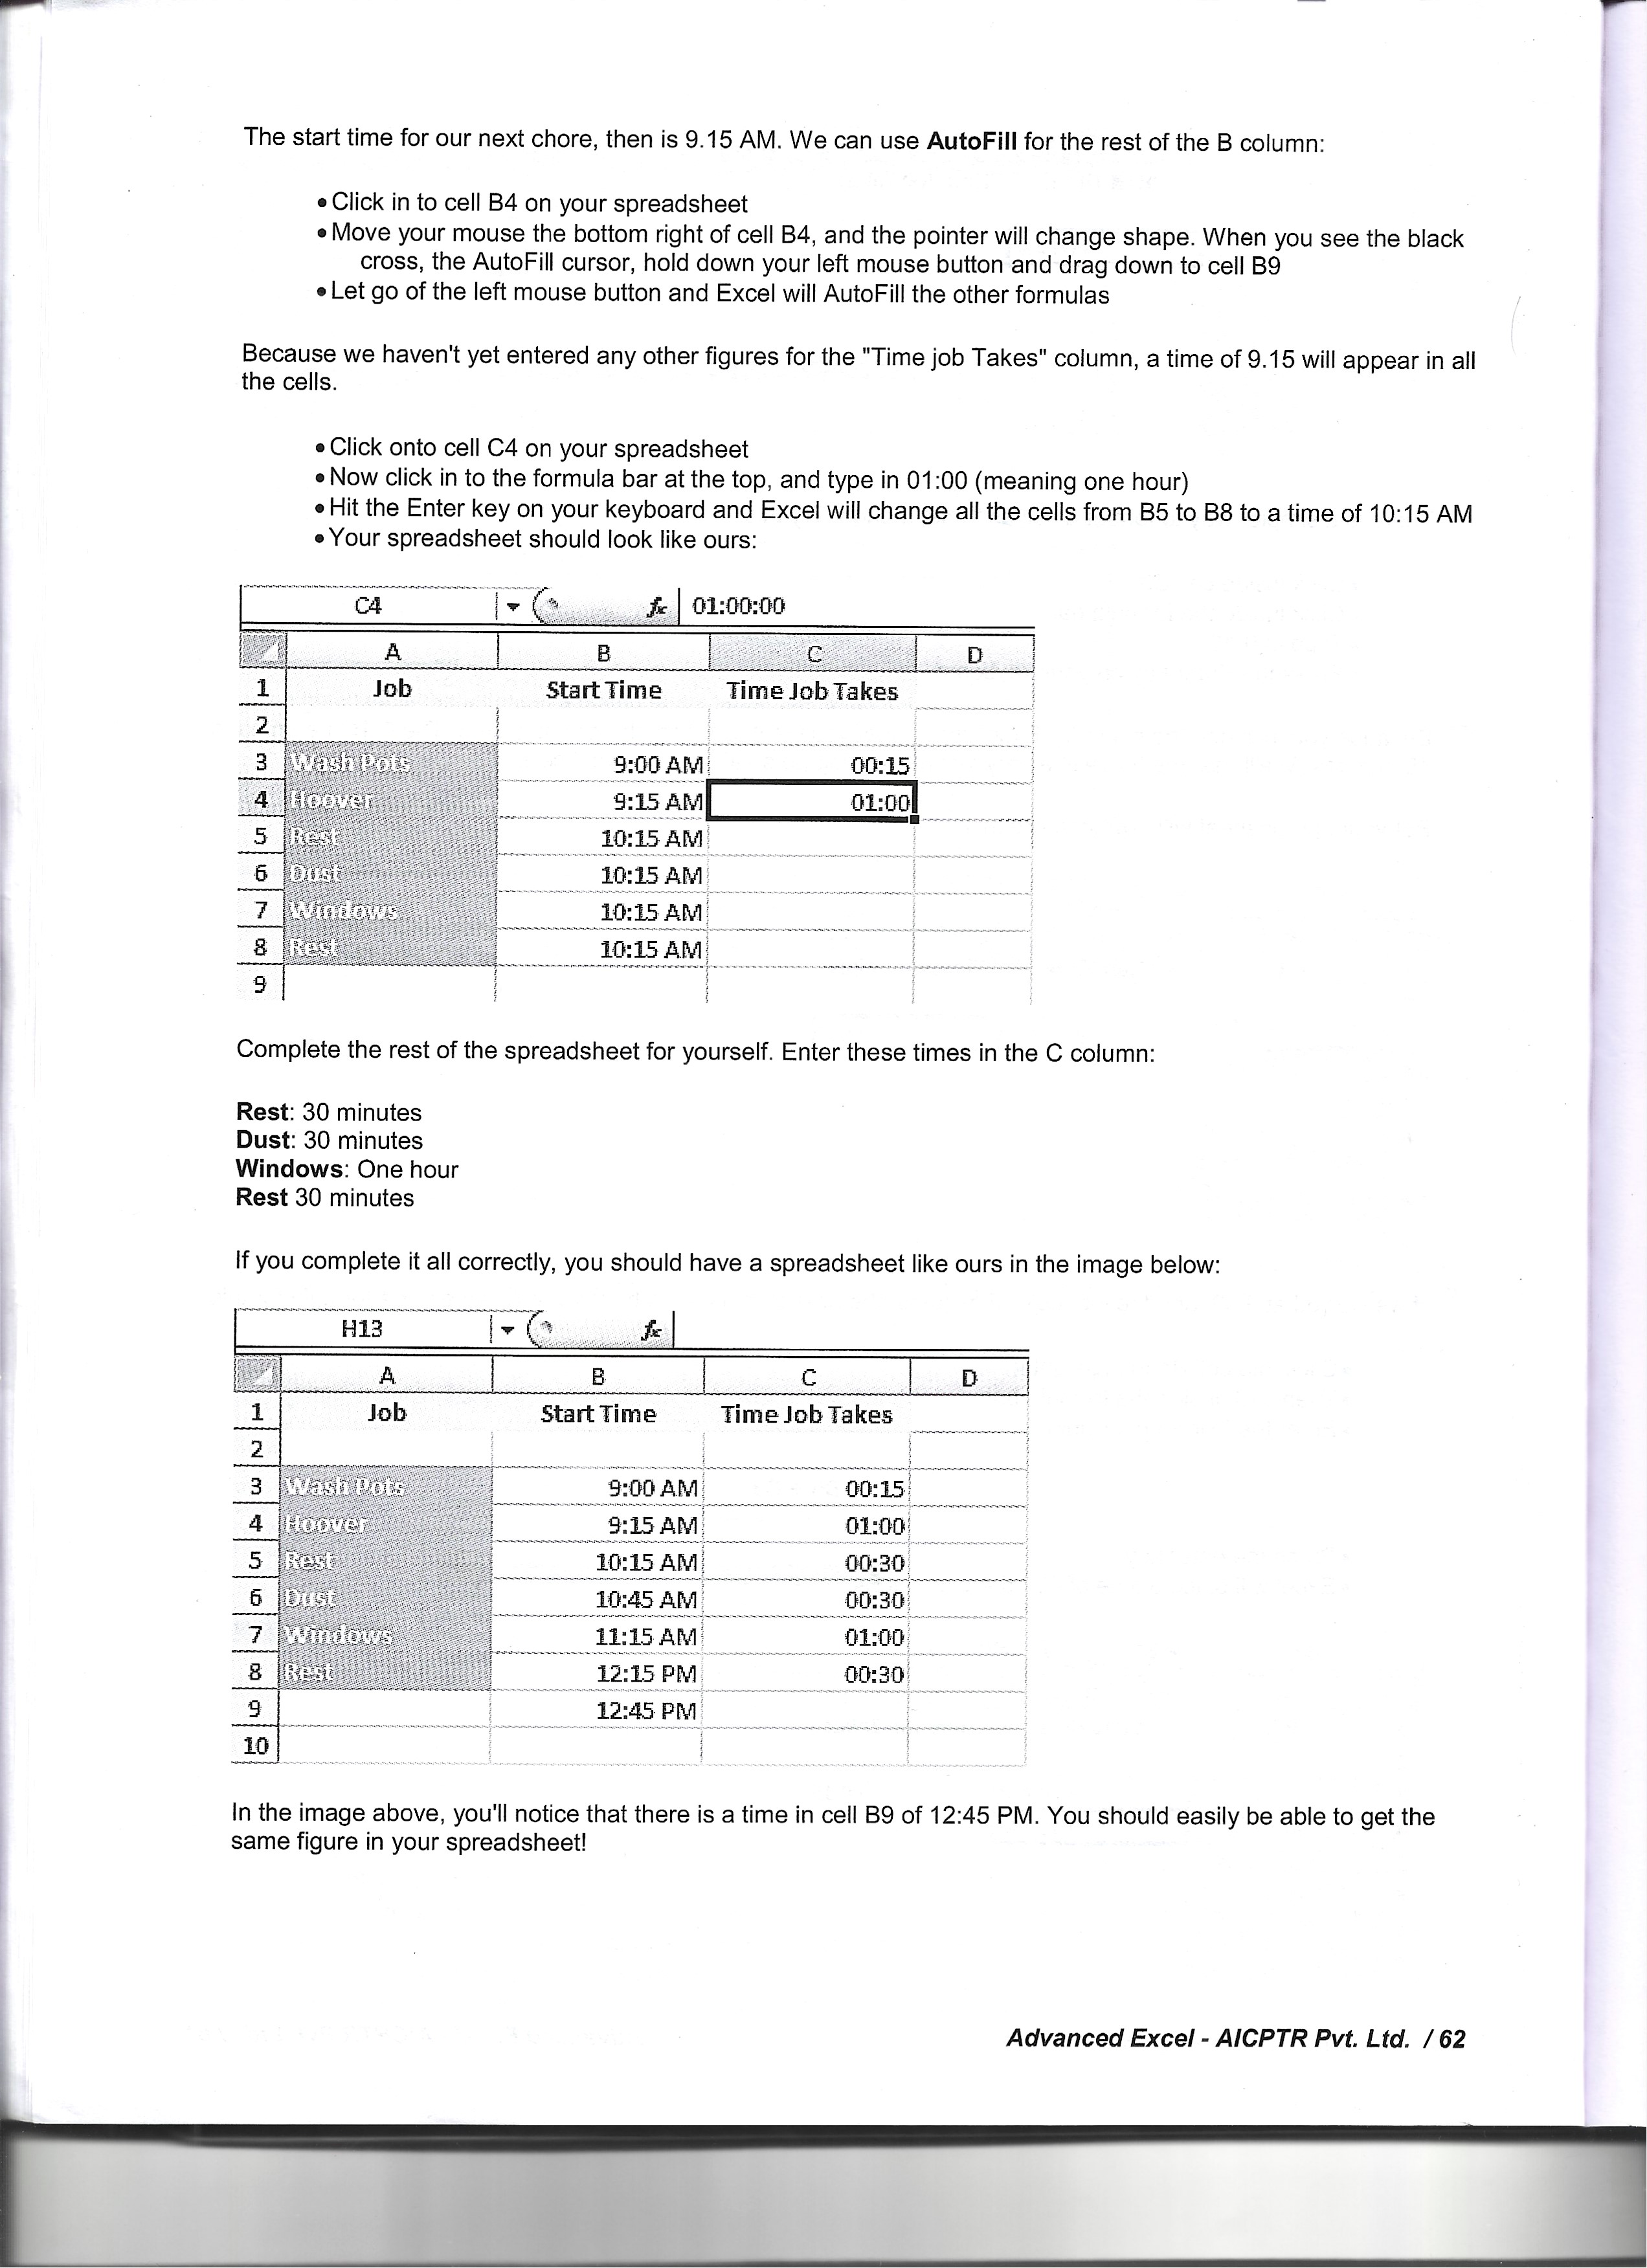 The start time for our next chore, then is 9.15 AM. We can use AutoFill for the rest of the B column:
• Click in to cell B4 on your spreadsheet
• Move your mouse the bottom right of cell B4, and the pointer will change shape. When you see the black
cross, the AutoFill cursor, hold down your left mouse button and drag down to cell B9
• Let go of the left mouse button and Excel will AutoFill the other formulas
Because we haven't yet entered any other figures for the "Time job Takes" column, a time of 9.15 will appear in all
the cells.
• Click onto cell C4 on your spreadsheet
• Now click in to the formula bar at the top, and type in 01:00 (meaning one hour)
• Hit the Enter key on your keyboard and Excel will change all the cells from B5 to B8 to a time of 10:15 AM
• Your spreadsheet should look like ours:
C4 fx 01:00:00
A B C D
1 Job Start Time Time Job Takes
2
3 Wash Pots 9:00 AM 00:15
4 Hoover 9:15 AM 01:00
5 Rest 10:15 AM
6 Dust 10:15 AM
7 Windows 10:15 AM
8 Rest 10:15 AM
9
Complete the rest of the spreadsheet for yourself. Enter these times in the C column:
Rest: 30 minutes
Dust: 30 minutes
Windows: One hour
Rest 30 minutes
If you complete it all correctly, you should have a spreadsheet like ours in the image below:
H13 fx
A B C D
1 Job Start Time Time Job Takes
2
3 Wash Pots 9:00 AM 00:15
4 Hoover 9:15 AM 01:00
5 Rest 10:15 AM 00:30
6 Dust 10:45 AM 00:30
7 Windows 11:15 AM 01:00
8 Rest 12:15 PM 00:30
9 12:45 PM
10
In the image above, you'll notice that there is a time in cell B9 of 12:45 PM. You should easily be able to get the
same figure in your spreadsheet!
Advanced Excel - AICPTR Pvt. Ltd. / 62